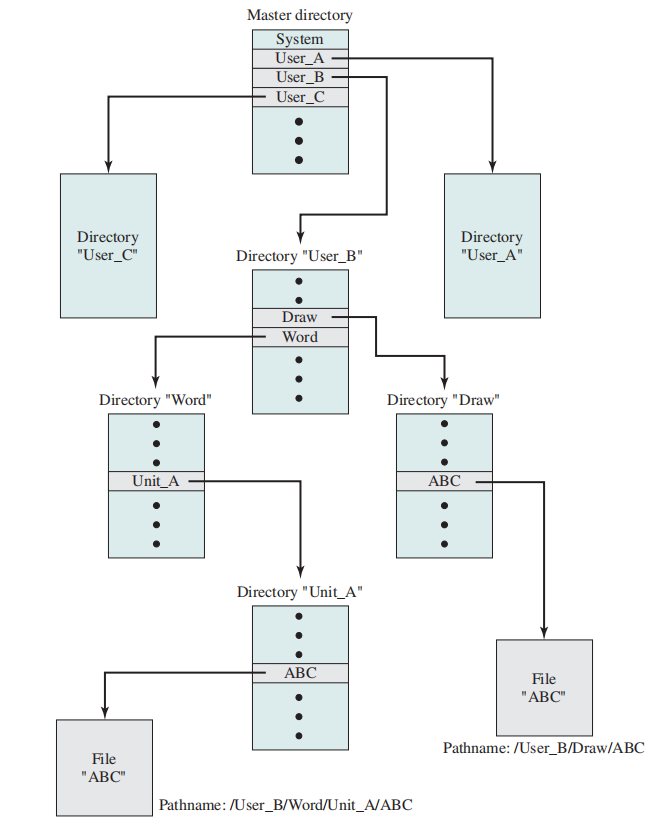 Master directory
System
User_A
User_B
User_C
Directory
"User_C"
Directory
"User_A"
Directory "User_B"
Draw
Word
Directory "Word"
Directory "Draw"
Unit_A
ABC
Directory "Unit_A"
ABC
File
"ABC"
Pathname: /User_B/Draw/ABC
File
"ABC"
Pathname: /User_B/Word/Unit_A/ABC